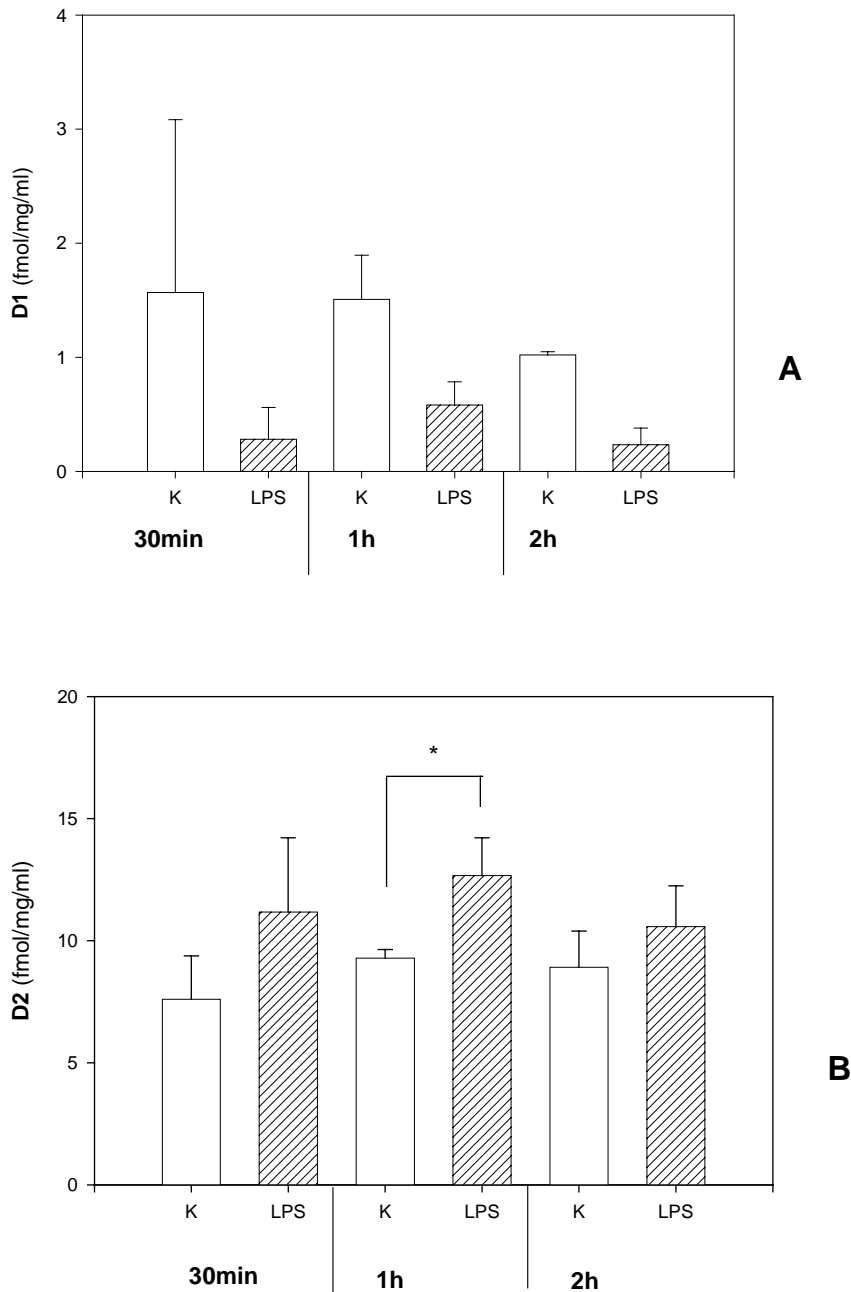 4
3
2
1
0
D1 (fmol/mg/ml)
K LPS K LPS K LPS
30min 1h 2h
A
20
15
10
5
0
D2 (fmol/mg/ml)
*
K LPS K LPS K LPS
30min 1h 2h
B